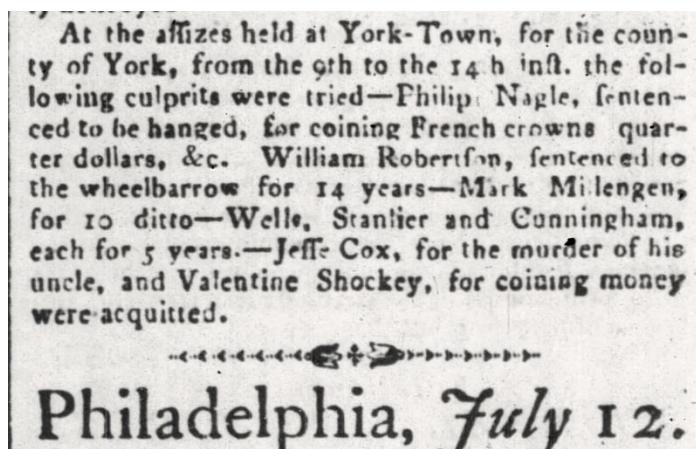 At the aſſizes held at York-Town, for the coun-
ty of York, from the 9th to the 14 h inſt. the fol-
lowing culprits were tried—Philip Nagle, ſenten-
ced to be hanged, for coining French crowns quar-
ter dollars, &c. William Robertſon, ſentenced to
the wheelbarrow for 14 years—Mark Millengen,
for 10 ditto—Wells, Stanlier and Cunningham,
each for 5 years.—Jeſſe Cox, for the murder of his
uncle, and Valentine Shockey, for coining money
were acquitted.
Philadelphia, July 12.